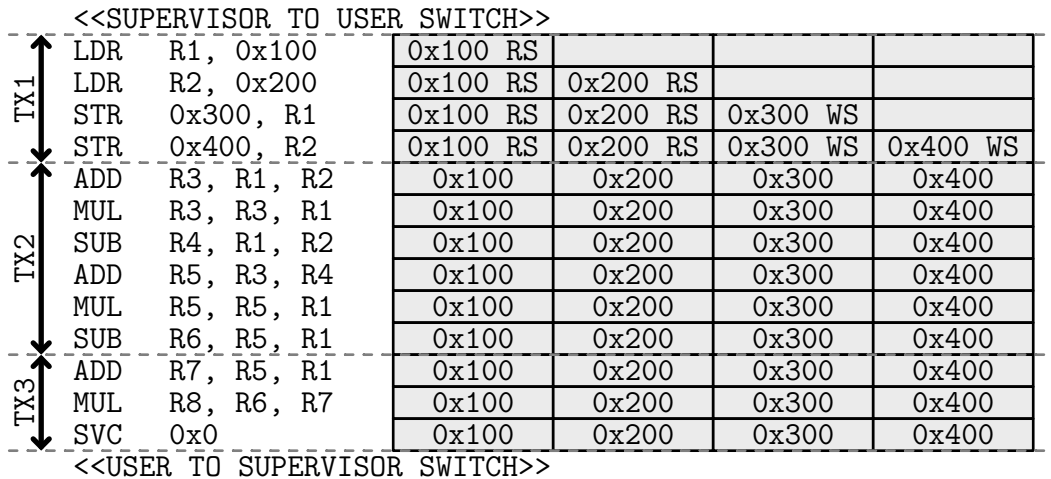 <<SUPERVISOR TO USER SWITCH>>
TX1
LDR R1, 0x100 0x100 RS
LDR R2, 0x200 0x100 RS 0x200 RS
STR 0x300, R1 0x100 RS 0x200 RS 0x300 WS
STR 0x400, R2 0x100 RS 0x200 RS 0x300 WS 0x400 WS
TX2
ADD R3, R1, R2 0x100 0x200 0x300 0x400
MUL R3, R3, R1 0x100 0x200 0x300 0x400
SUB R4, R1, R2 0x100 0x200 0x300 0x400
ADD R5, R3, R4 0x100 0x200 0x300 0x400
MUL R5, R5, R1 0x100 0x200 0x300 0x400
SUB R6, R5, R1 0x100 0x200 0x300 0x400
TX3
ADD R7, R5, R1 0x100 0x200 0x300 0x400
MUL R8, R6, R7 0x100 0x200 0x300 0x400
SVC 0x0 0x100 0x200 0x300 0x400
<<USER TO SUPERVISOR SWITCH>>